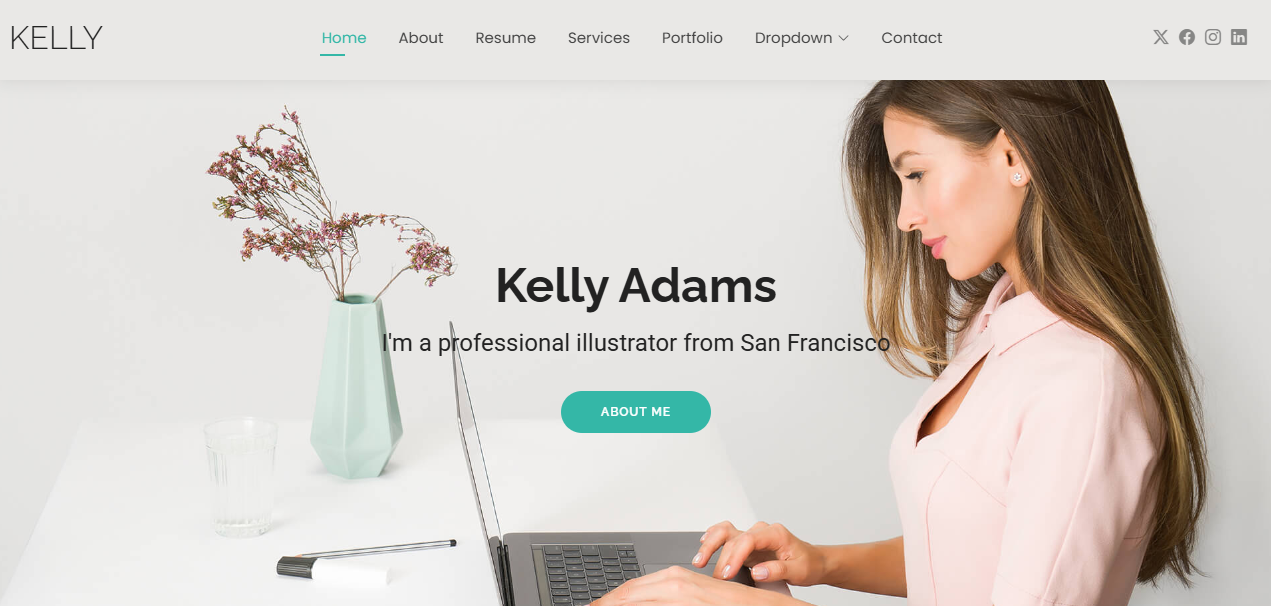 KELLY
Home About Resume Services Portfolio Dropdown Contact
Kelly Adams
I'm a professional illustrator from San Francisco
ABOUT ME